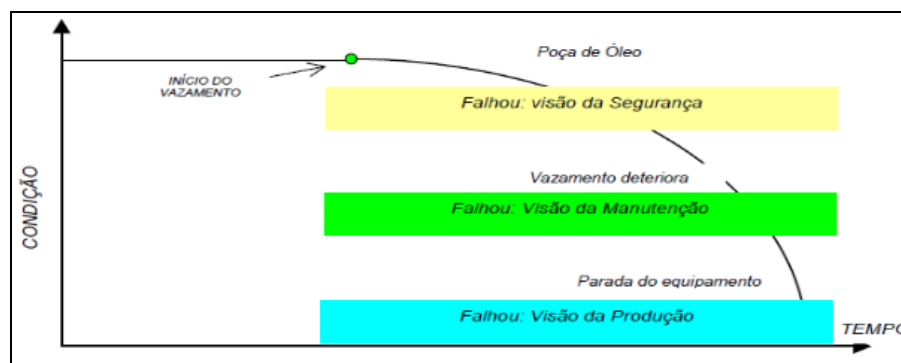 Poça de Óleo
INÍCIO DO
VAZAMENTO
Falhou: visão da Segurança
Vazamento deteriora
Falhou: Visão da Manutenção
CONDIÇÃO
Parada do equipamento
Falhou: Visão da Produção
TEMPO